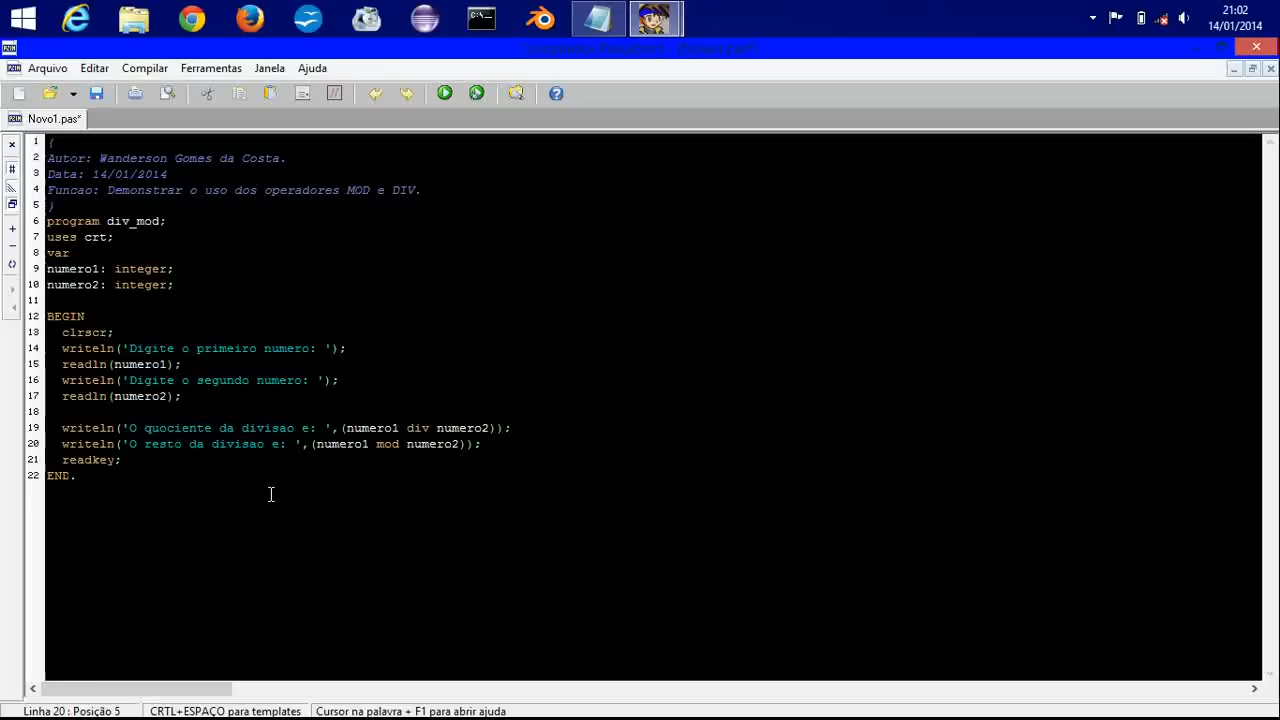 21:02
14/01/2014
Arquivo Editar Compilar Ferramentas Janela Ajuda
Novo1.pas*
1 {
2 Autor: Wanderson Gomes da Costa.
3 Data: 14/01/2014
4 Funcao: Demonstrar o uso dos operadores MOD e DIV.
5 }
6 program div_mod;
7 uses crt;
8 var
9 numero1: integer;
10 numero2: integer;
11
12 BEGIN
13 clrscr;
14 writeln('Digite o primeiro numero: ');
15 readln(numero1);
16 writeln('Digite o segundo numero: ');
17 readln(numero2);
18
19 writeln('O quociente da divisao e: ',(numero1 div numero2));
20 writeln('O resto da divisao e: ',(numero1 mod numero2));
21 readkey;
22 END.
Linha 20 : Posição 5 CRTL+ESPAÇO para templates Cursor na palavra + F1 para abrir ajuda